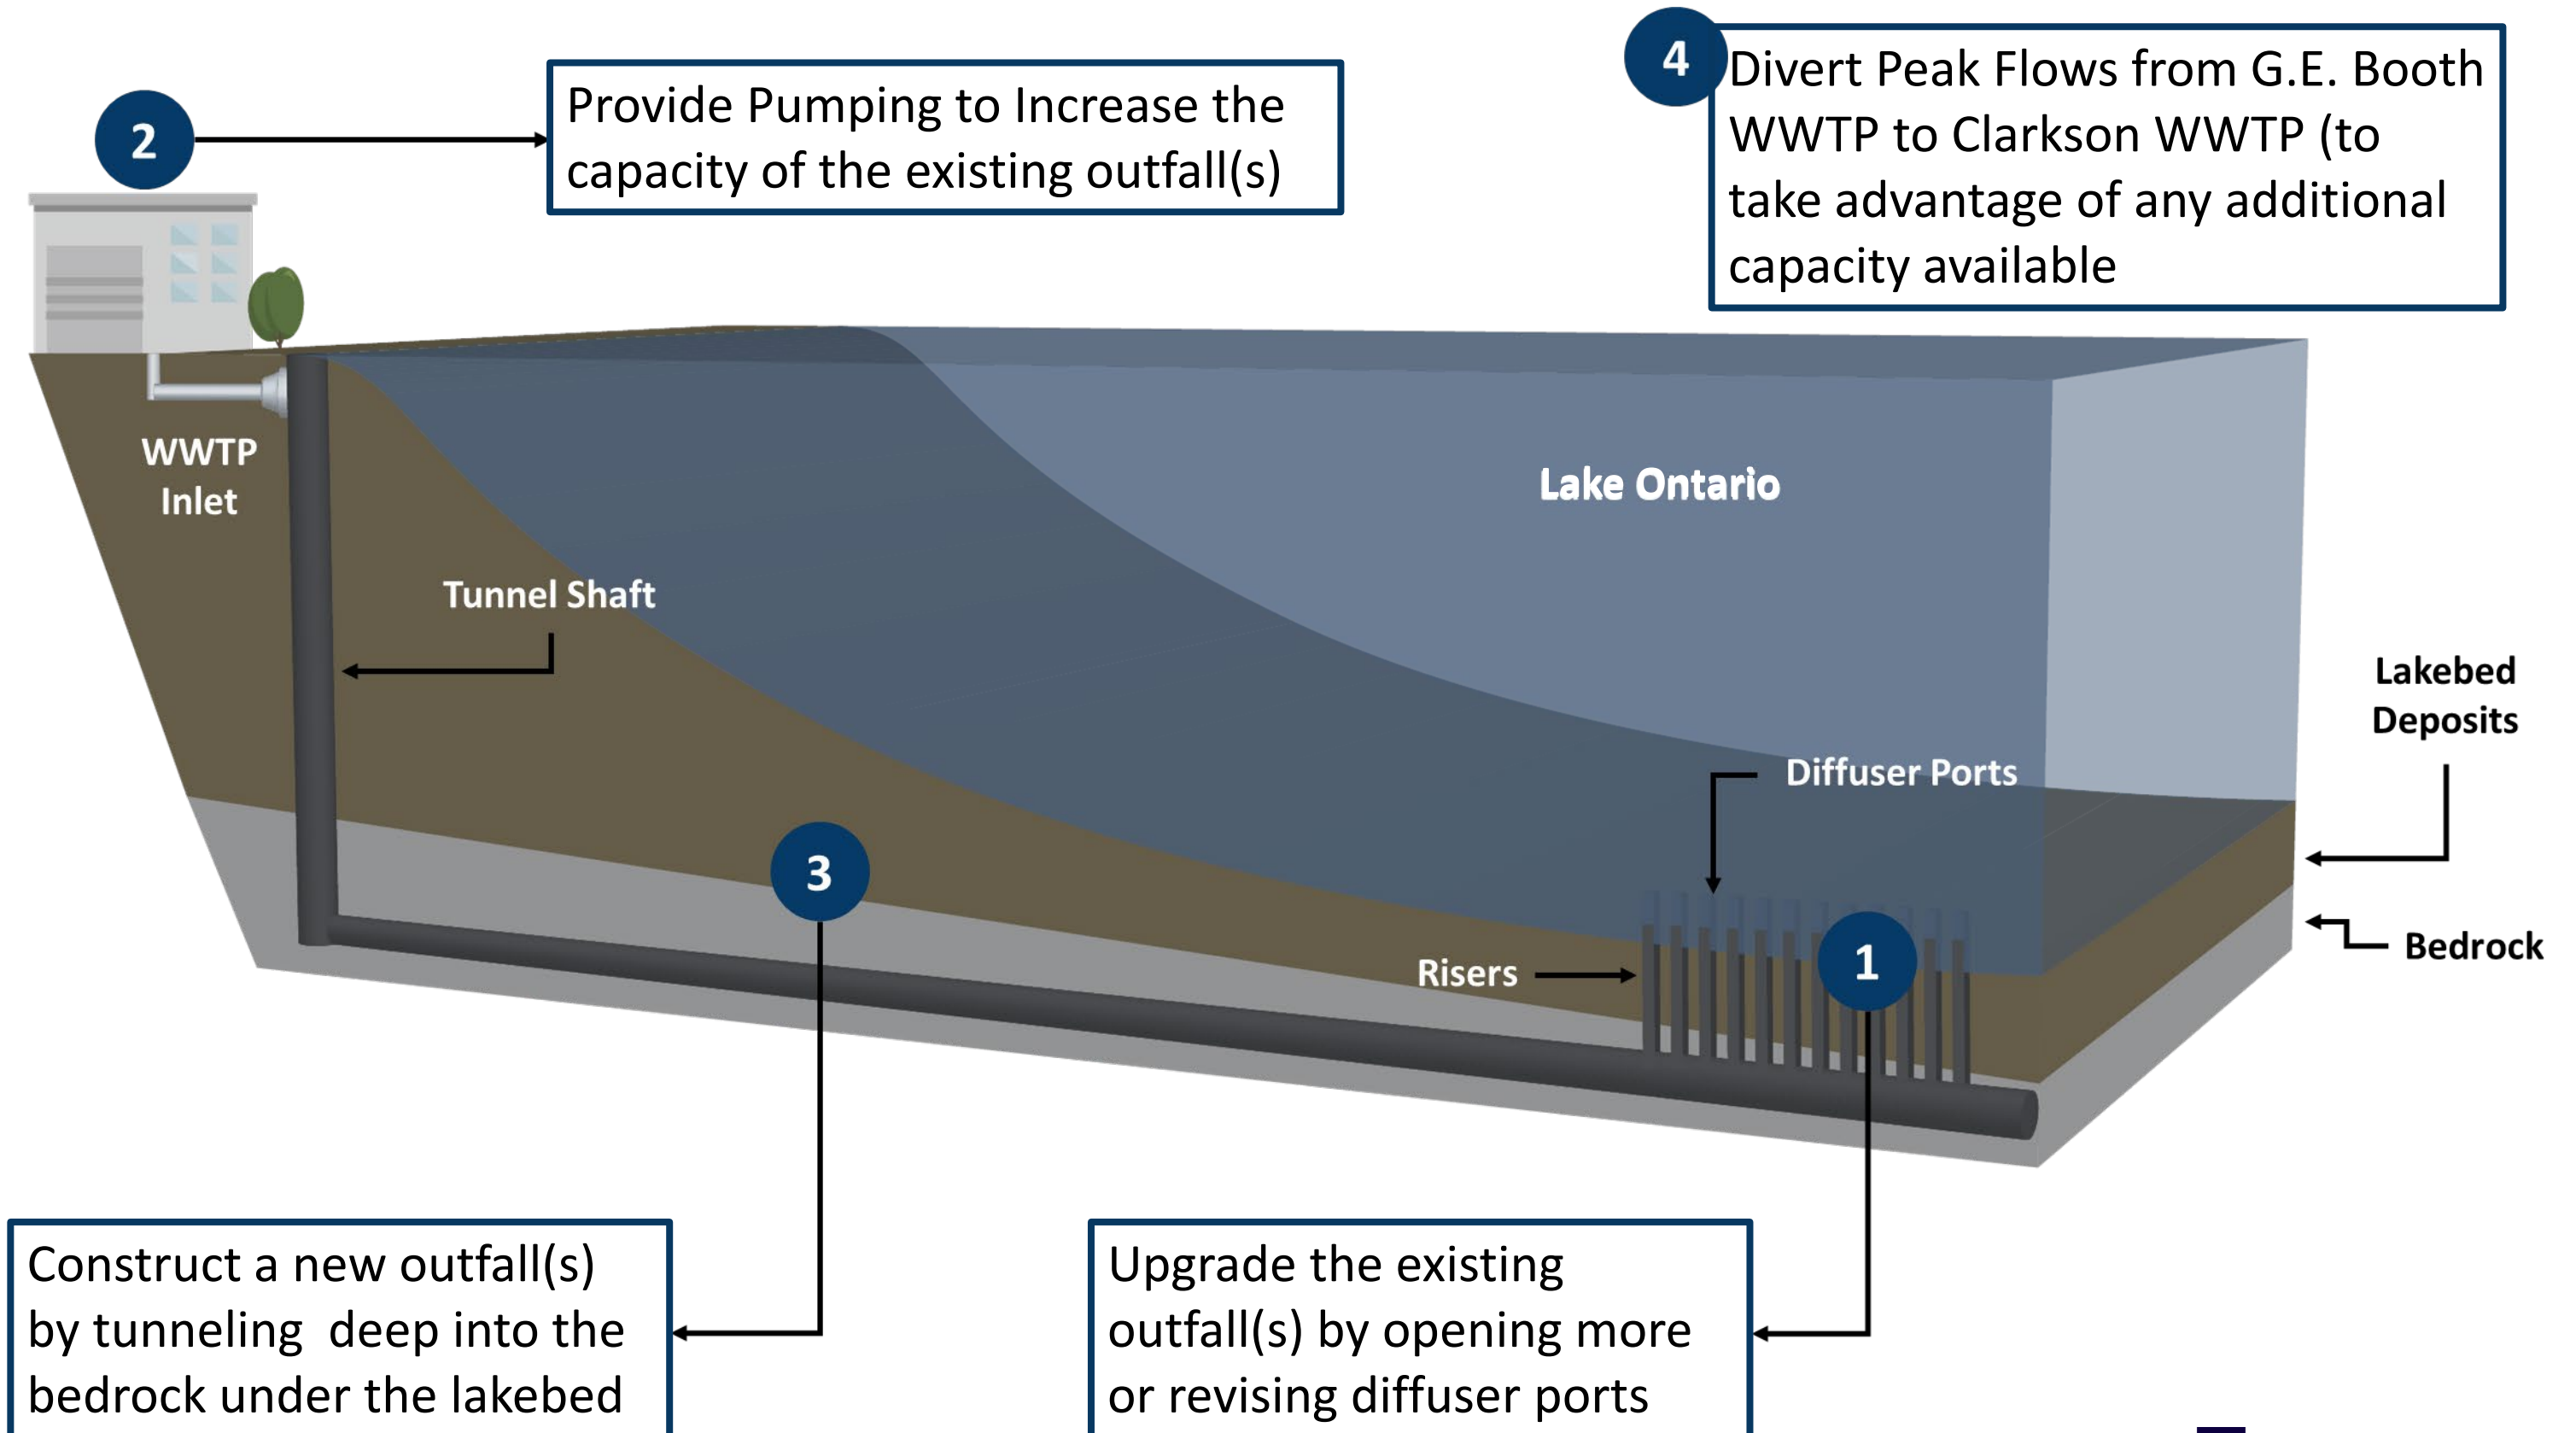 2
Provide Pumping to Increase the
capacity of the existing outfall(s)
4
Divert Peak Flows from G.E. Booth
WWTP to Clarkson WWTP (to
take advantage of any additional
capacity available
WWTP
Inlet
Lake Ontario
Tunnel Shaft
Lakebed
Deposits
Diffuser Ports
3
Risers
1
Bedrock
Construct a new outfall(s)
by tunneling  deep into the
bedrock under the lakebed
Upgrade the existing
outfall(s) by opening more
or revising diffuser ports